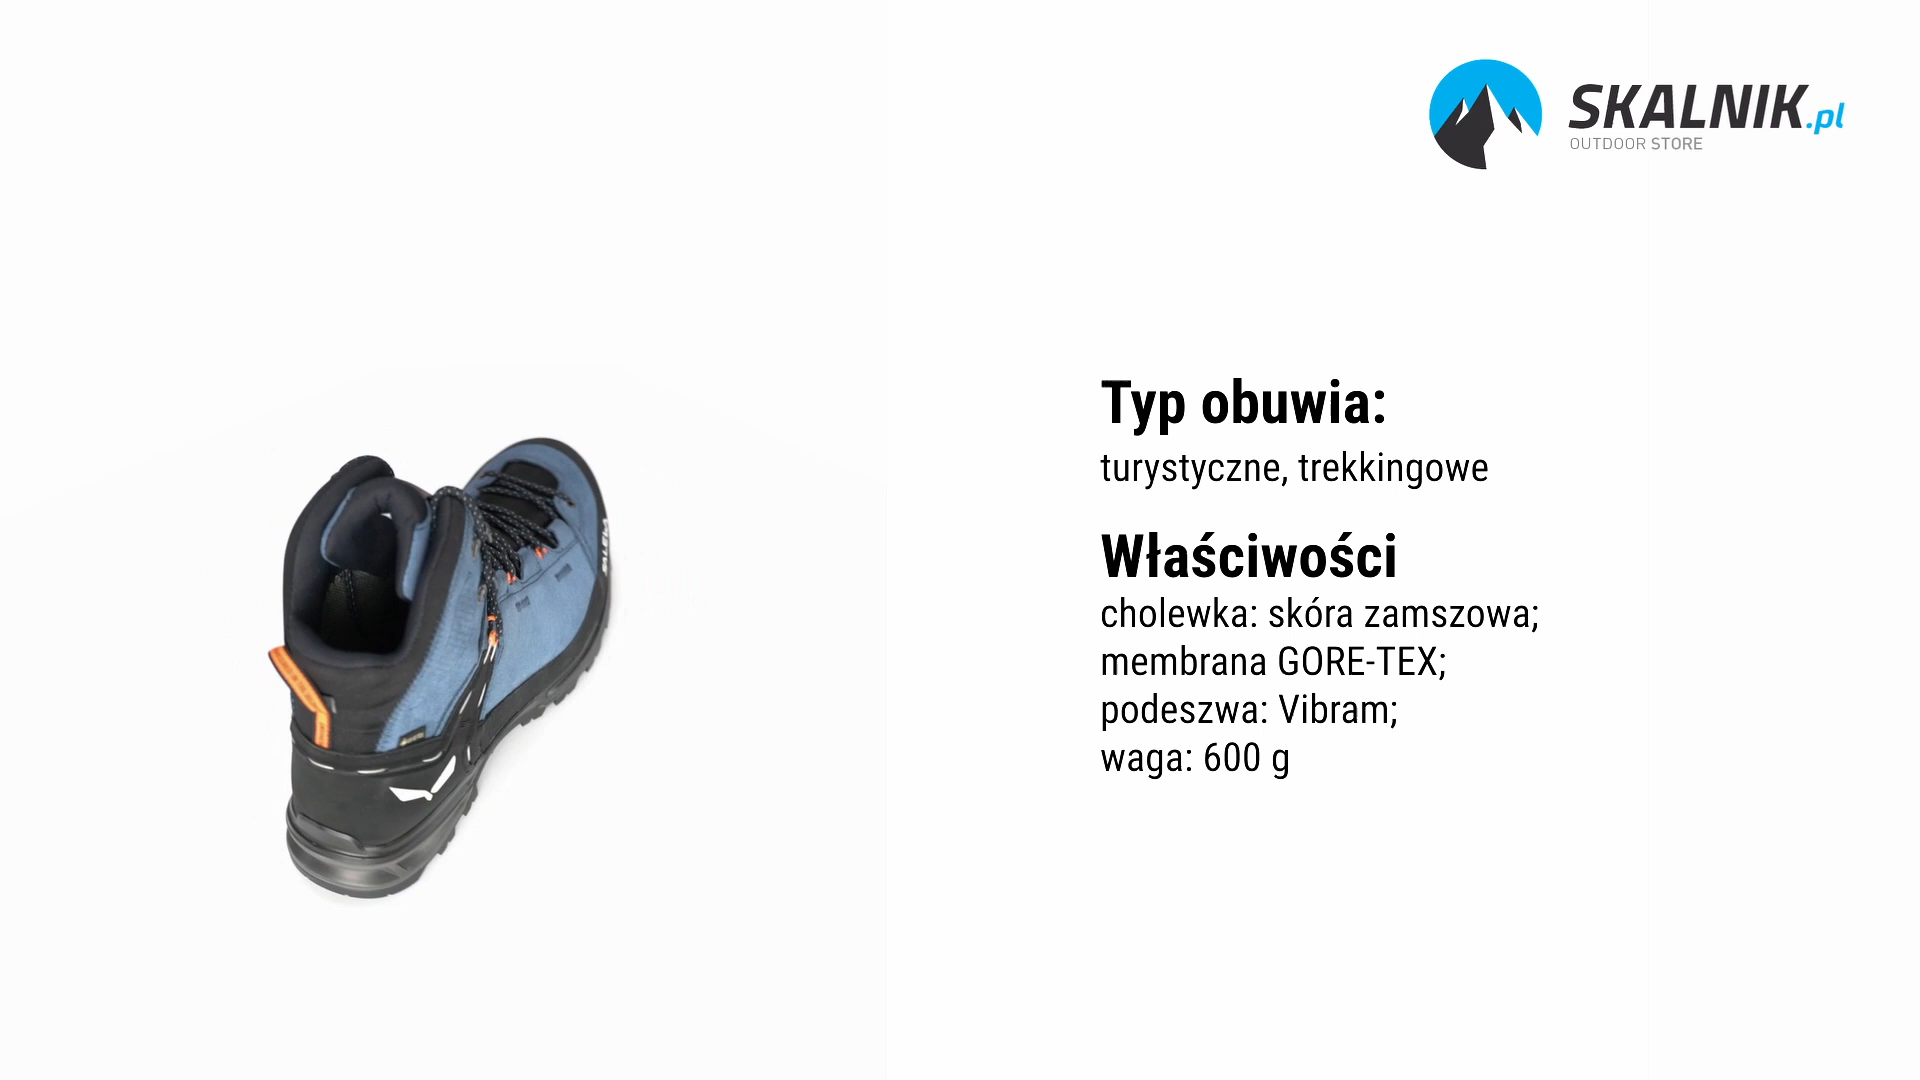 SKALNIK.pl
OUTDOOR STORE
Typ obuwia:
turystyczne, trekkingowe
Właściwości
cholewka: skóra zamszowa;
membrana GORE-TEX;
podeszwa: Vibram;
waga: 600 g
SALEWA